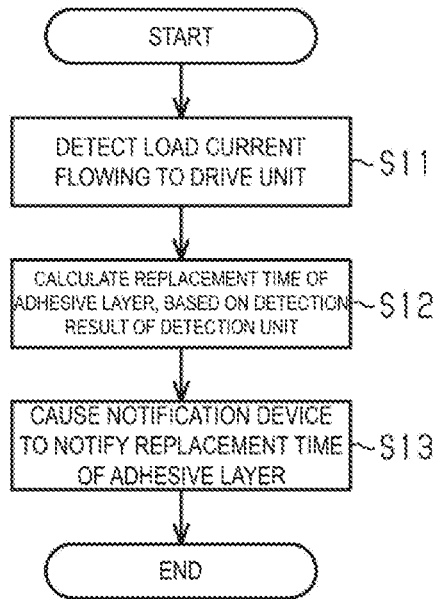 START
DETECT LOAD CURRENT
FLOWING TO DRIVE UNIT
S11
CALCULATE REPLACEMENT TIME OF
ADHESIVE LAYER, BASED ON DETECTION
RESULT OF DETECTION UNIT
S12
CAUSE NOTIFICATION DEVICE
TO NOTIFY REPLACEMENT TIME
OF ADHESIVE LAYER
S13
END